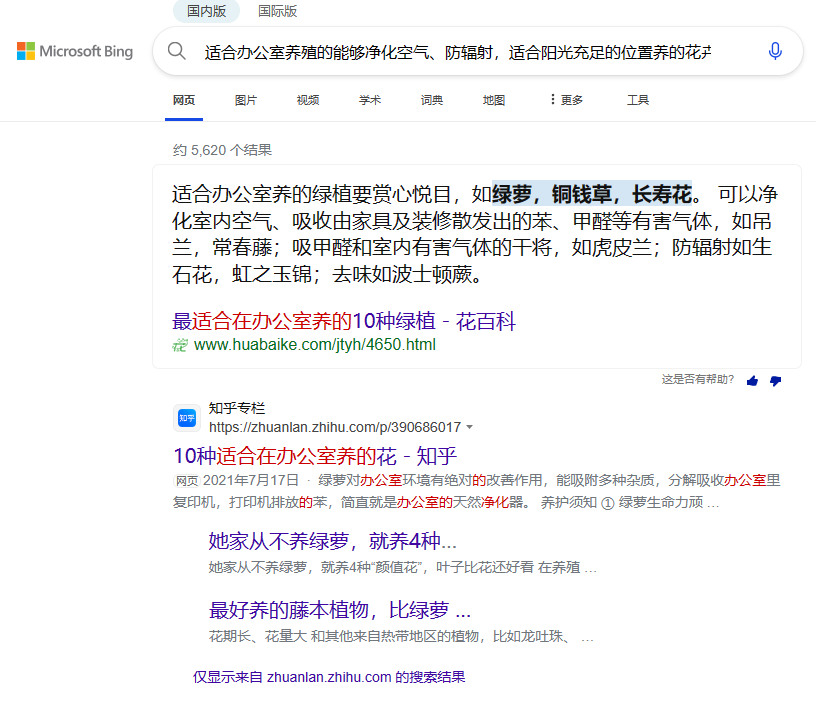 国内版 国际版
Microsoft Bing
适合办公室养殖的能够净化空气、防辐射，适合阳光充足的位置养的花卉
网页 图片 视频 学术 词典 地图 更多 工具
约 5,620 个结果
适合办公室养的绿植要赏心悦目，如绿萝，铜钱草，长寿花。 可以净
化室内空气、吸收由家具及装修散发出的苯、甲醛等有害气体，如吊
兰，常春藤；吸甲醛和室内有害气体的干将，如虎皮兰；防辐射如生
石花，虹之玉锦；去味如波士顿蕨。
最适合在办公室养的10种绿植 - 花百科
www.huabaike.com/jtyh/4650.html
这是否有帮助?
知乎
知乎专栏
https://zhuanlan.zhihu.com/p/390686017
10种适合在办公室养的花 - 知乎
网页 2021年7月17日 · 绿萝对办公室环境有绝对的改善作用，能吸附多种杂质，分解吸收办公室里
复印机，打印机排放的苯，简直就是办公室的天然净化器。 养护须知 ① 绿萝生命力顽 ...
她家从不养绿萝，就养4种...
她家从不养绿萝，就养4种“颜值花”，叶子比花还好看 在养殖 ...
最好养的藤本植物，比绿萝 ...
花期长、花量大 和其他来自热带地区的植物，比如龙吐珠、 ...
仅显示来自 zhuanlan.zhihu.com 的搜索结果